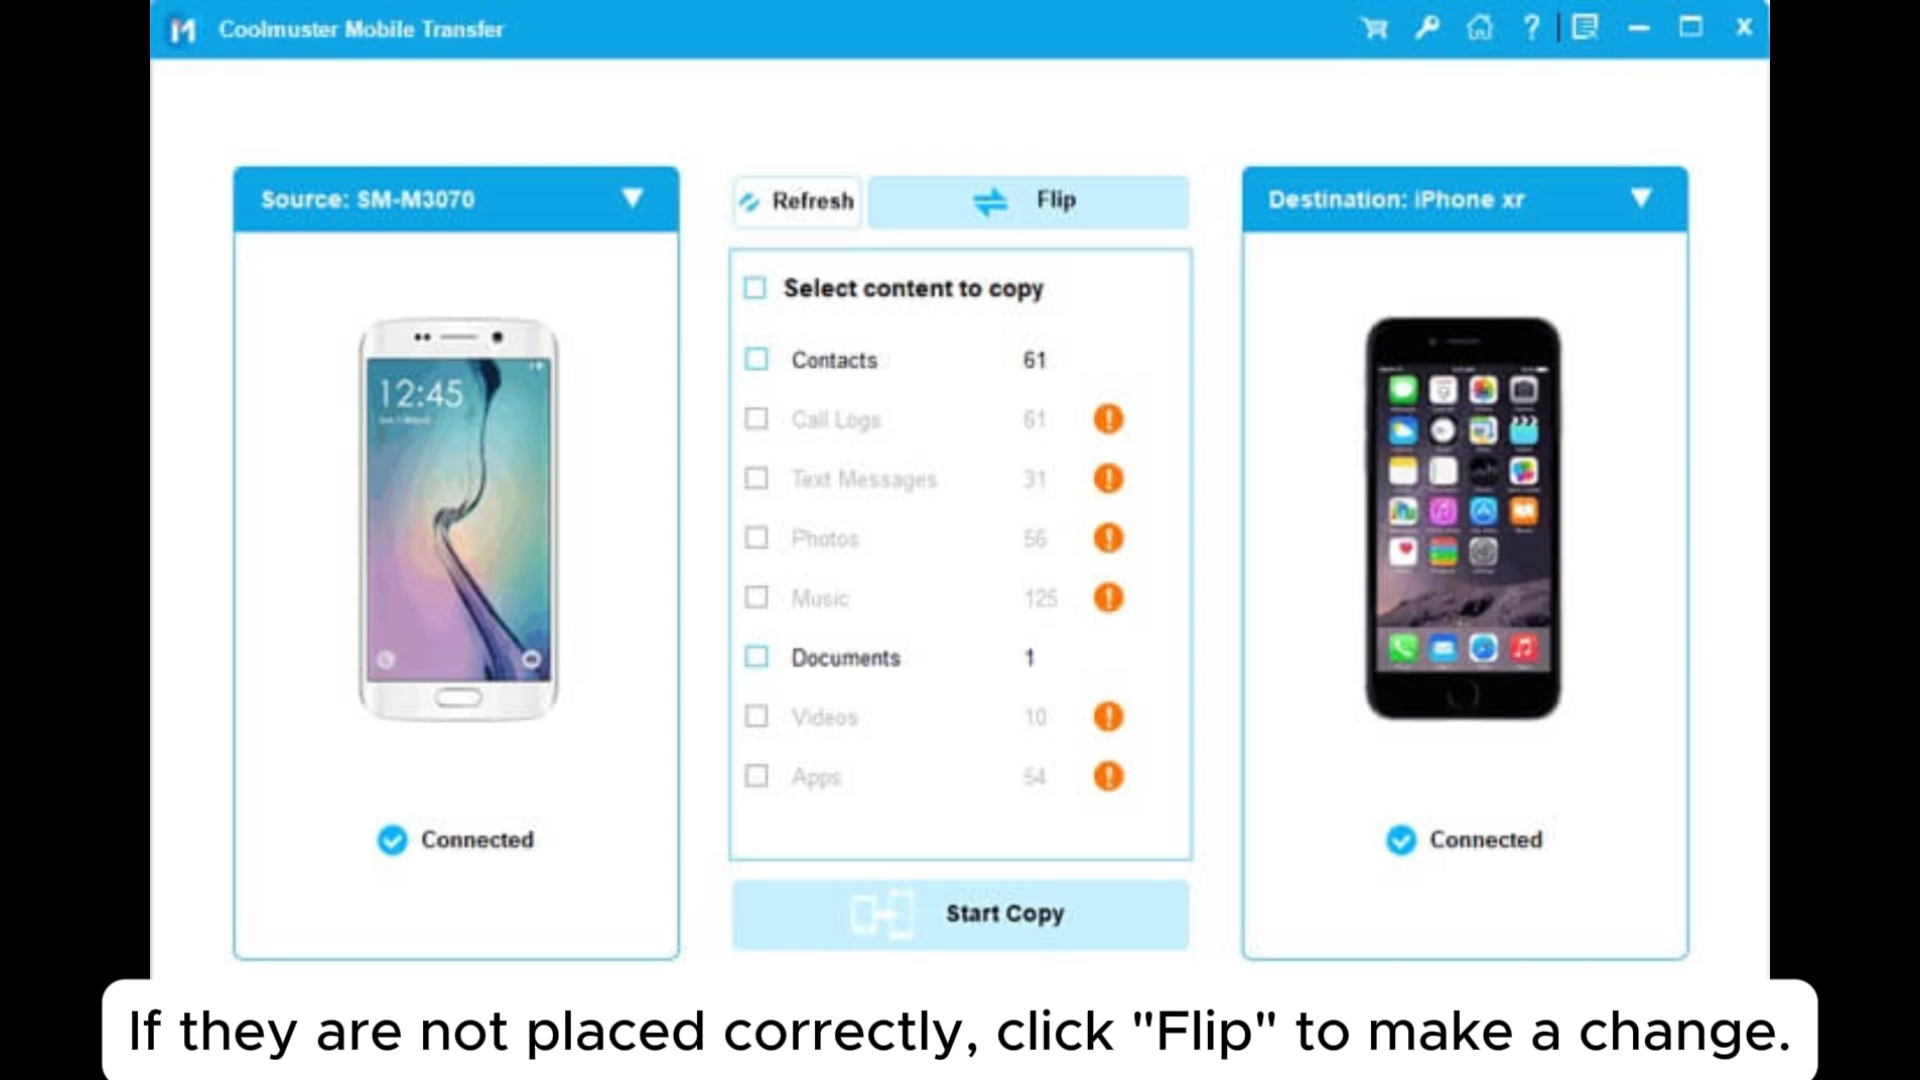 Coolmuster Mobile Transfer
?
Source: SM-M3070
Refresh
Flip
Destination: iPhone xr
Select content to copy
Contacts 61
Call Logs 61
Text Messages 31
Photos 56
Music 125
Documents 1
Videos 10
Apps 54
12:45
Connected
Connected
Start Copy
If they are not placed correctly, click "Flip" to make a change.